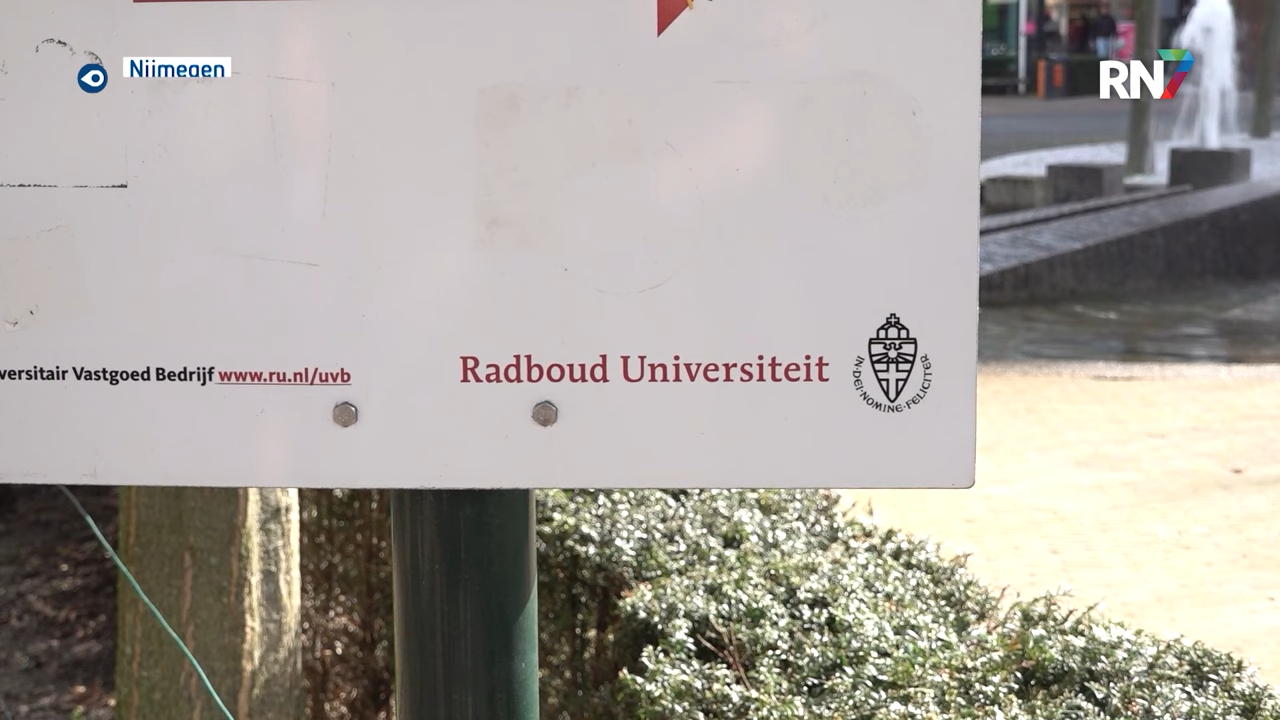 Nijmegen
RN7
versitair Vastgoed Bedrijf www.ru.nl/uvb
Radboud Universiteit
IN·DEI·NOMINE·FELICITER